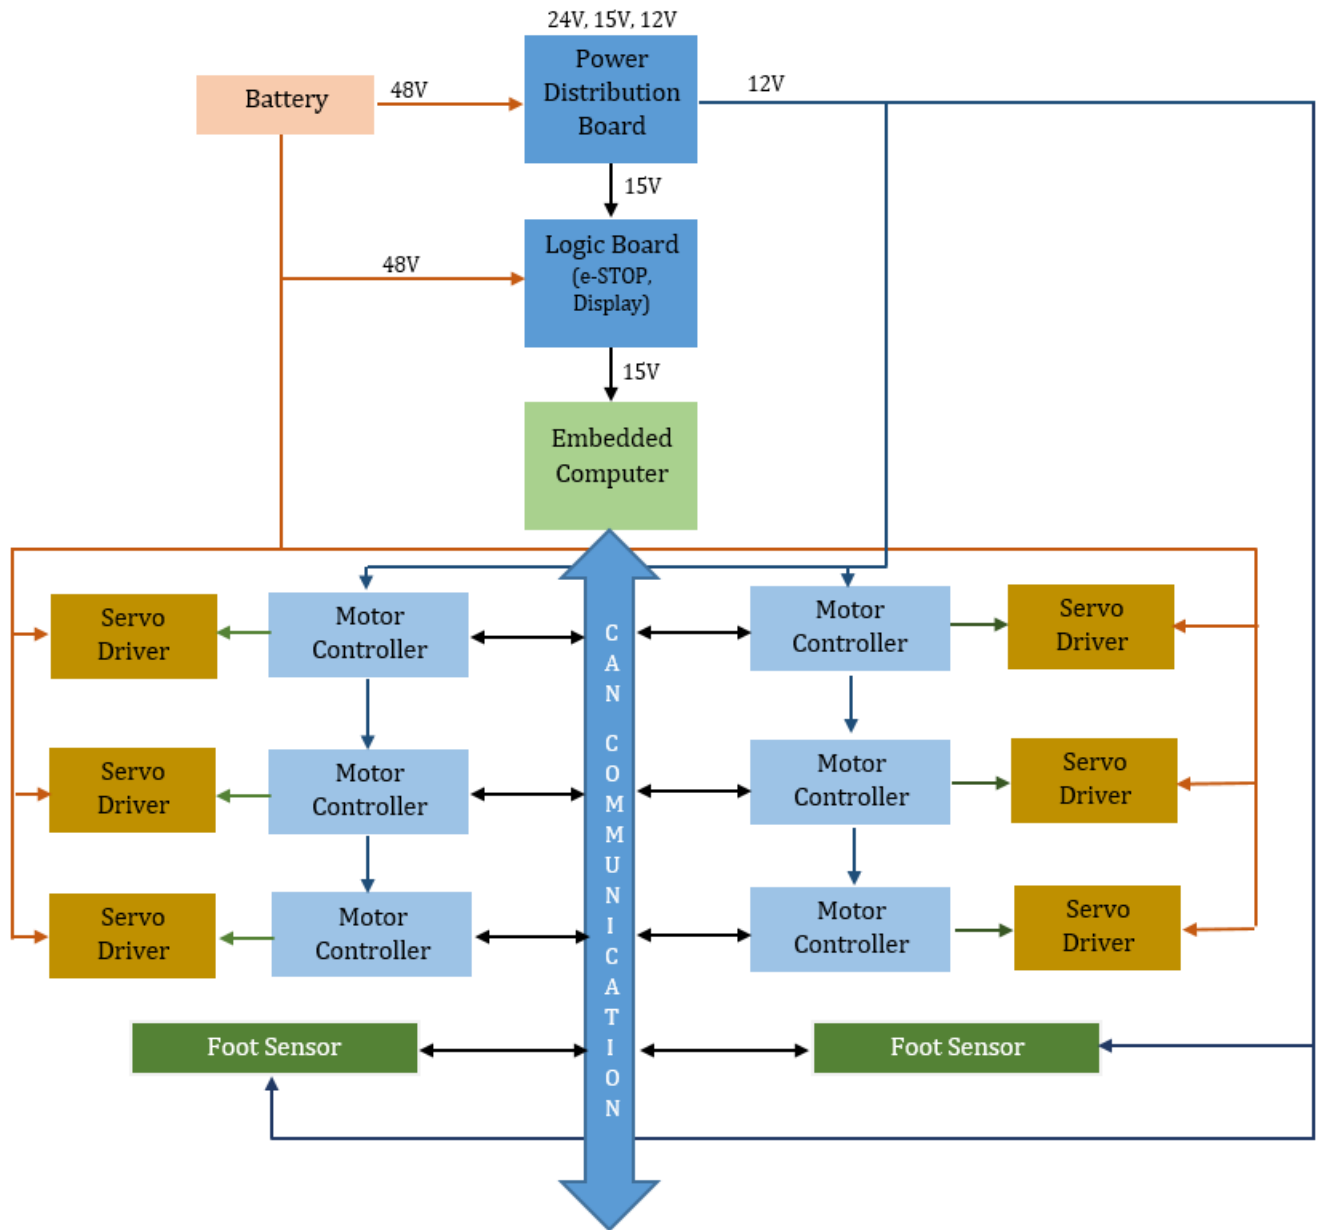 24V, 15V, 12V
Power
Distribution
Board
Battery
48V
12V
15V
Logic Board
(e-STOP,
Display)
48V
15V
Embedded
Computer
Servo
Driver
Motor
Controller
Motor
Controller
Servo
Driver
Servo
Driver
Motor
Controller
Motor
Controller
Servo
Driver
Servo
Driver
Motor
Controller
Motor
Controller
Servo
Driver
CAN COMMUNICATION
Foot Sensor
Foot Sensor